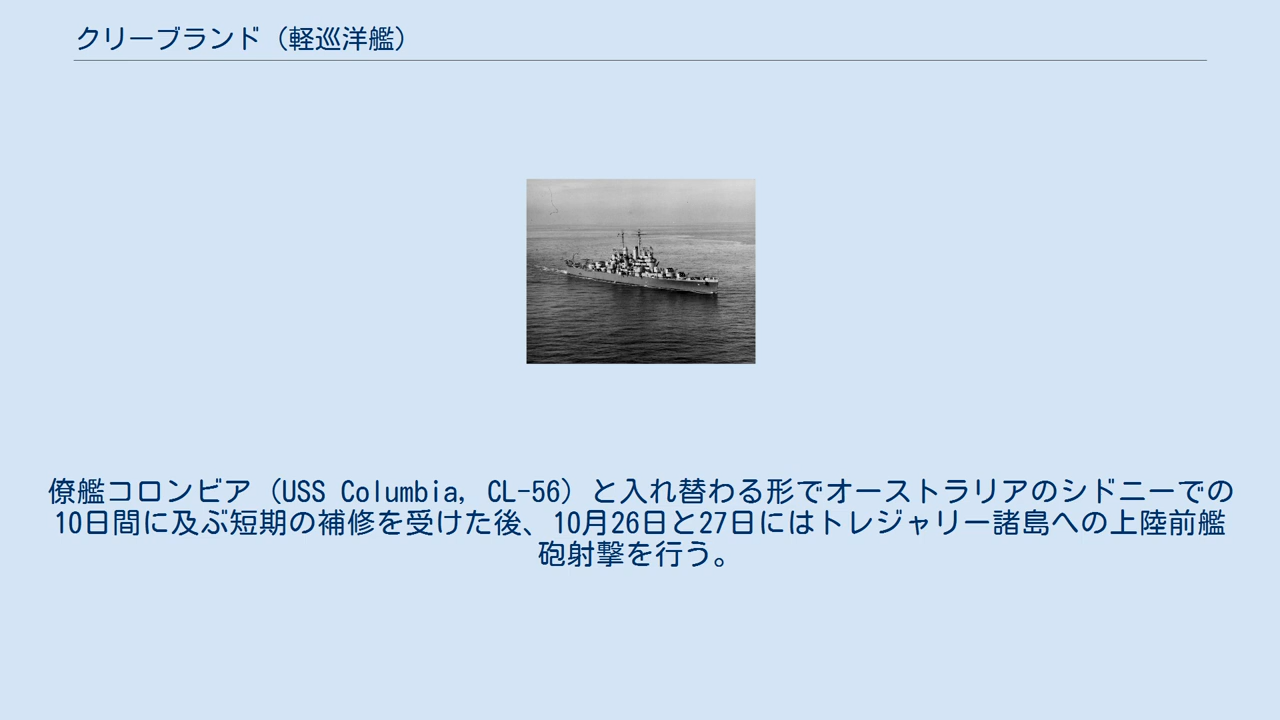 クリーブランド（軽巡洋艦）
僚艦コロンビア（USS Columbia, CL-56）と入れ替わる形でオーストラリアのシドニーでの
10日間に及ぶ短期の補修を受けた後、10月26日と27日にはトレジャリー諸島への上陸前艦
砲射撃を行う。